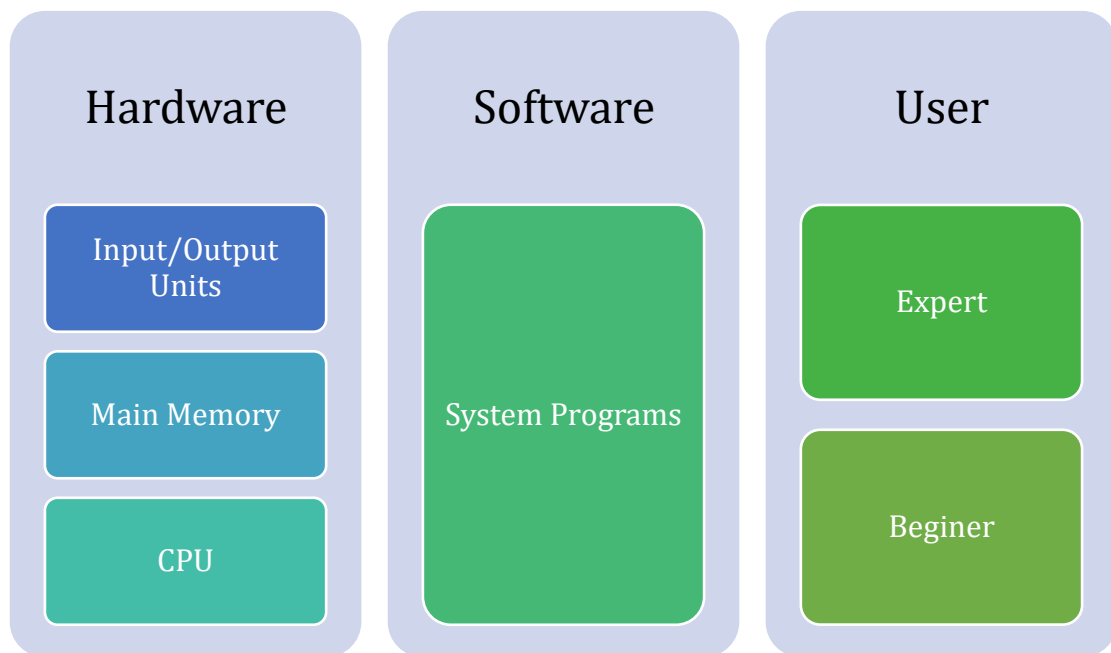 Hardware
Input/Output
Units
Main Memory
CPU
Software
System Programs
User
Expert
Beginer